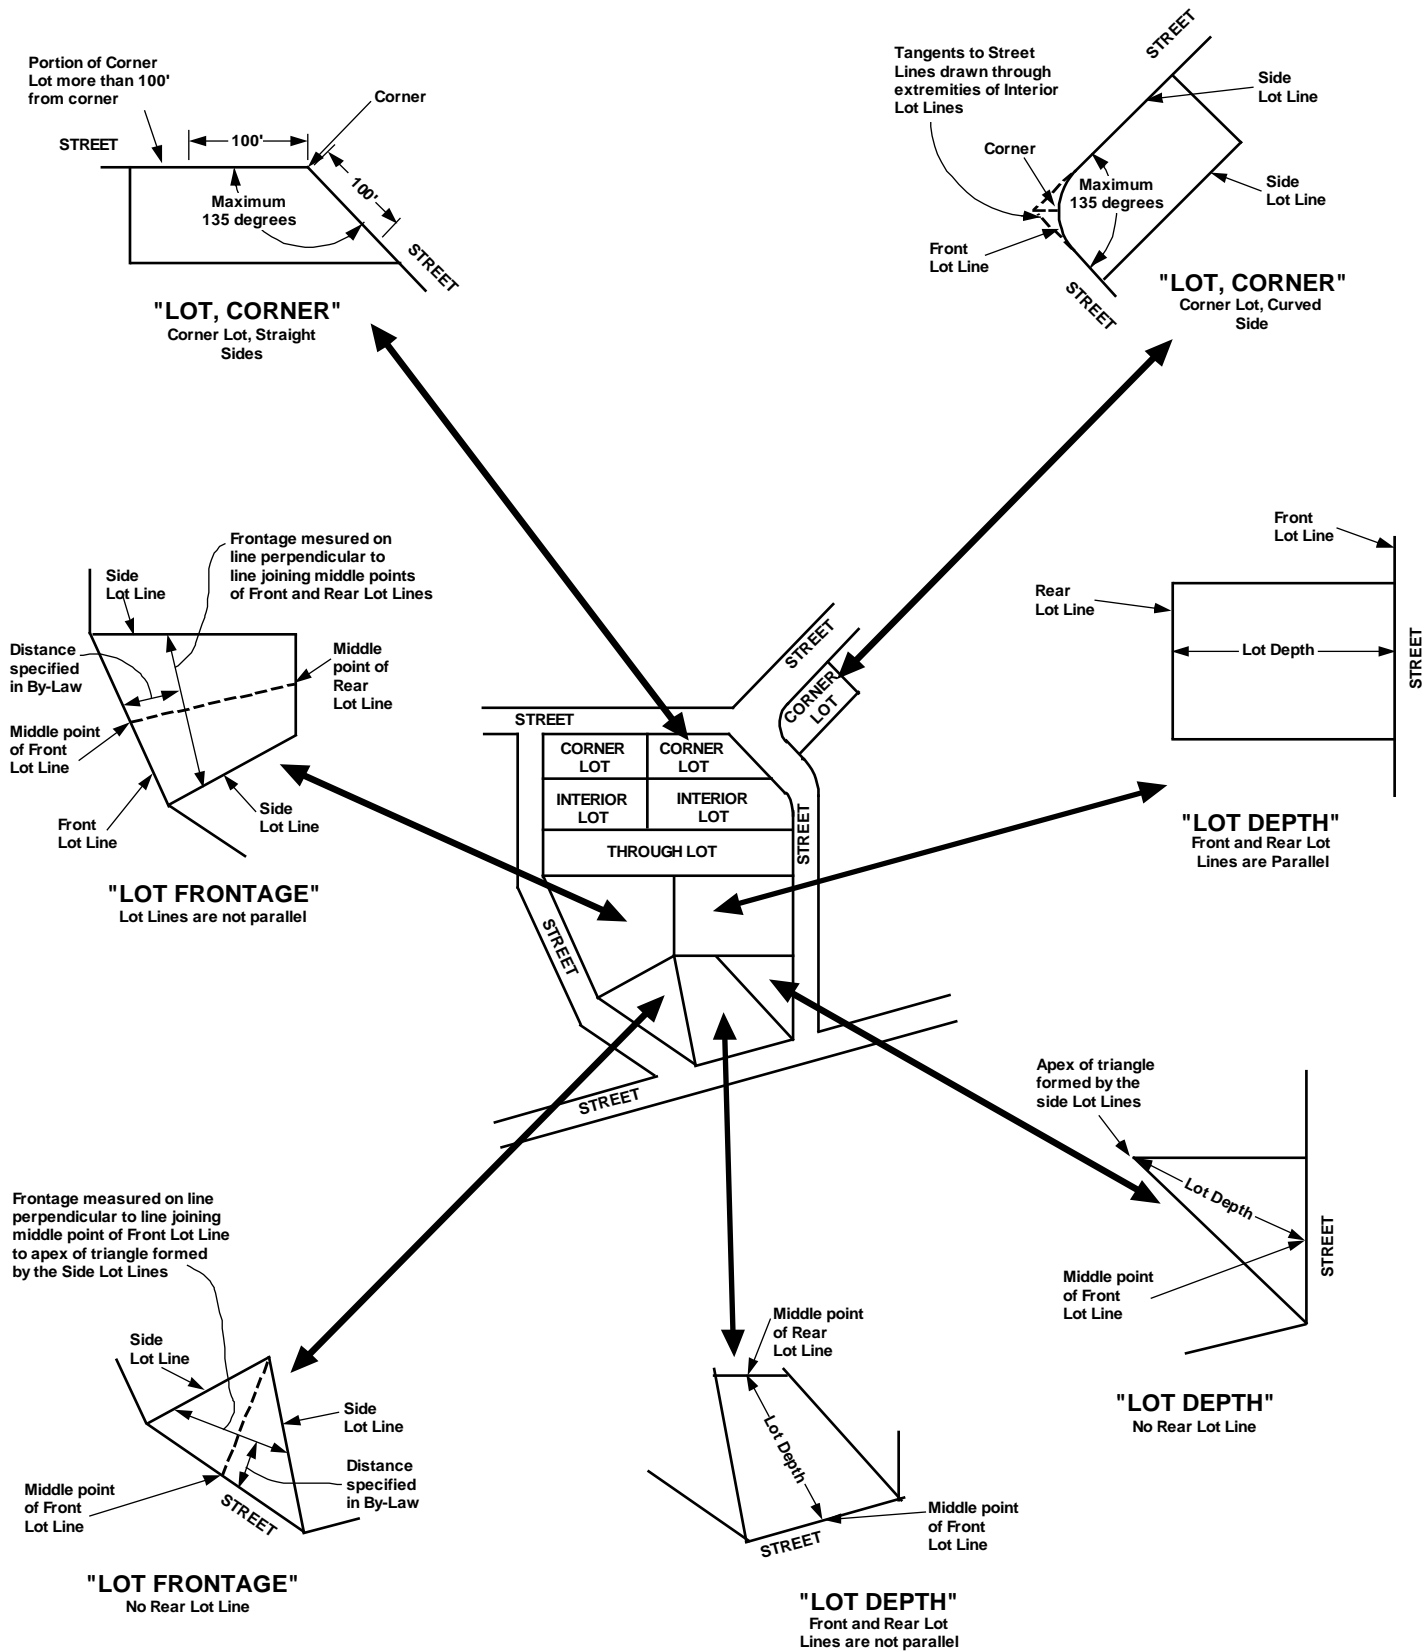 Portion of Corner
Lot more than 100'
from corner
Corner
STREET
100'
100'
Maximum
135 degrees
STREET
"LOT, CORNER"
Corner Lot, Straight
Sides
STREET
Tangents to Street
Lines drawn through
extremities of Interior
Lot Lines
Side
Lot Line
Corner
Maximum
135 degrees
Side
Lot Line
Front
Lot Line
STREET
"LOT, CORNER"
Corner Lot, Curved
Side
Frontage mesured on
line perpendicular to
line joining middle points
of Front and Rear Lot Lines
Side
Lot Line
Distance
specified
in By-Law
Middle
point of
Rear
Lot Line
Middle point
of Front
Lot Line
Side
Lot Line
Front
Lot Line
"LOT FRONTAGE"
Lot Lines are not parallel
STREET
STREET
CORNER
LOT
CORNER
LOT
CORNER
LOT
INTERIOR
LOT
INTERIOR
LOT
STREET
THROUGH LOT
STREET
STREET
Front
Lot Line
Rear
Lot Line
Lot Depth
STREET
"LOT DEPTH"
Front and Rear Lot
Lines are Parallel
Apex of triangle
formed by the
side Lot Lines
Lot Depth
STREET
Middle point
of Front
Lot Line
"LOT DEPTH"
No Rear Lot Line
Frontage measured on line
perpendicular to line joining
middle point of Front Lot Line
to apex of triangle formed
by the Side Lot Lines
Side
Lot Line
Side
Lot Line
Middle point
of Front
Lot Line
Distance
specified
in By-Law
STREET
"LOT FRONTAGE"
No Rear Lot Line
Middle point
of Rear
Lot Line
Lot Depth
Middle point
of Front
Lot Line
STREET
"LOT DEPTH"
Front and Rear Lot
Lines are not parallel